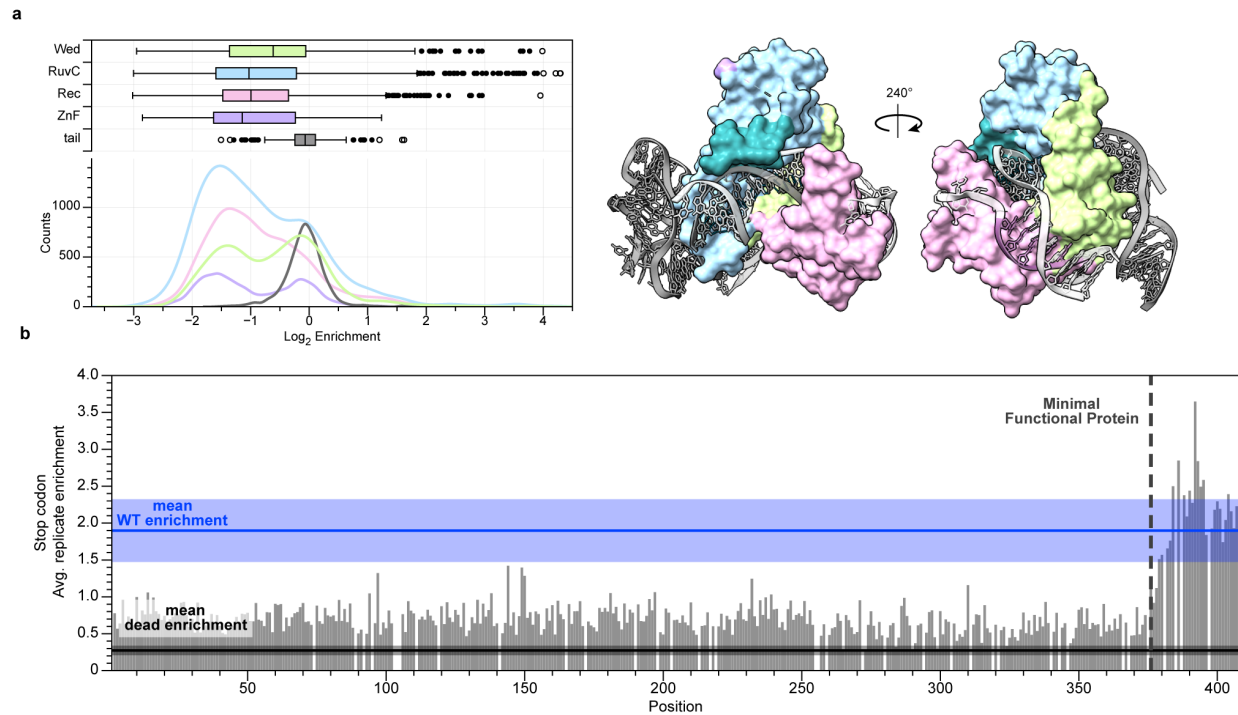 a
Wed
RuvC
Rec
ZnF
tail
Counts
1000
500
0
−3
−2
−1
0
1
2
3
4
Log2 Enrichment
240°
b
Stop codon
Avg. replicate enrichment
4.0
3.5
3.0
2.5
2.0
1.5
1.0
0.5
0
mean
WT enrichment
mean
dead enrichment
Minimal
Functional Protein
50
100
150
200
250
300
350
400
Position